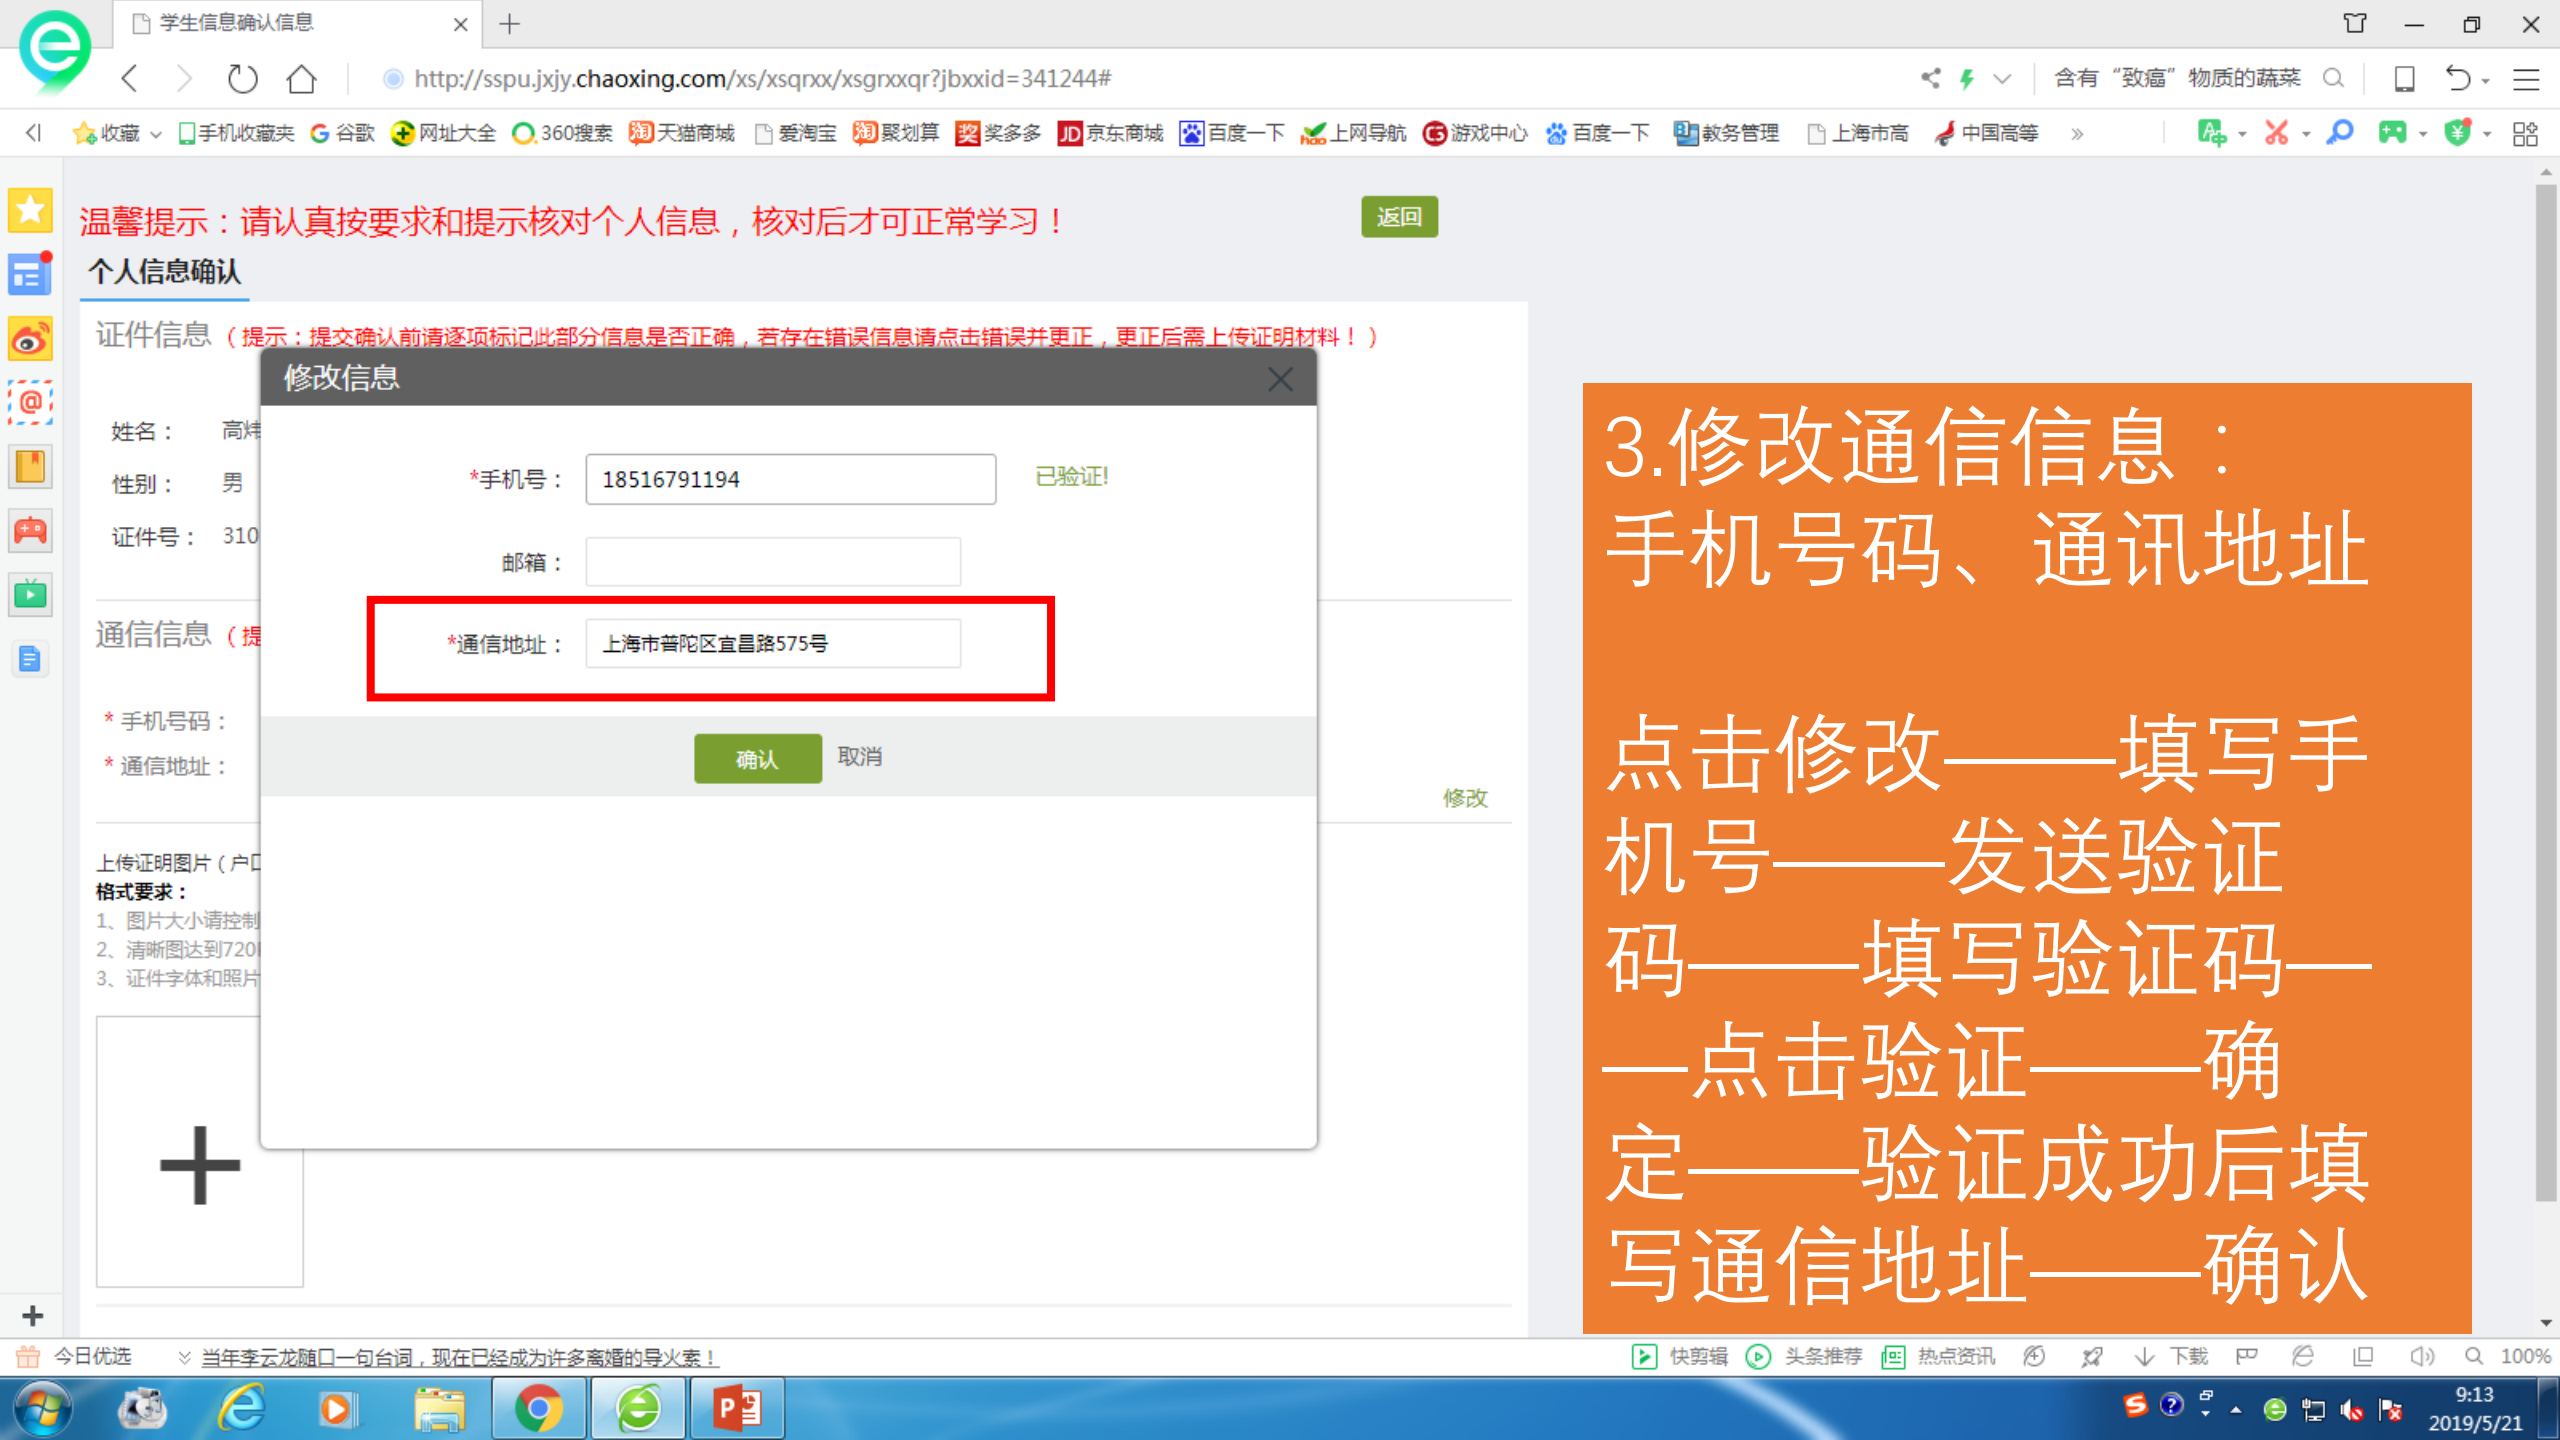 学生信息确认信息
http://sspu.jxjy.chaoxing.com/xs/xsqrxx/xsgrxxqr?jbxxid=341244#
含有“致癌”物质的蔬菜
收藏 手机收藏夹 谷歌 网址大全 360搜索 天猫商城 爱淘宝 聚划算 奖多多 京东商城 百度一下 上网导航 游戏中心 百度一下 教务管理 上海市高 中国高等 »
温馨提示：请认真按要求和提示核对个人信息，核对后才可正常学习！
返回
个人信息确认
证件信息（提示：提交确认前请逐项标记此部分信息是否正确，若存在错误信息请点击错误并更正，更正后需上传证明材料！）
修改信息
姓名： 高炜
性别： 男
证件号： 310
*手机号： 18516791194 已验证!
邮箱：
*通信地址： 上海市普陀区宜昌路575号
确认 取消
通信信息（提
* 手机号码：
* 通信地址：
修改
上传证明图片（户口
格式要求：
1、图片大小请控制
2、清晰图达到720
3、证件字体和照片
3.修改通信信息：
手机号码、通讯地址
点击修改——填写手
机号——发送验证
码——填写验证码—
—点击验证——确
定——验证成功后填
写通信地址——确认
今日优选 当年李云龙随口一句台词，现在已经成为许多离婚的导火索！
快剪辑 头条推荐 热点资讯 下载 100%
9:13
2019/5/21